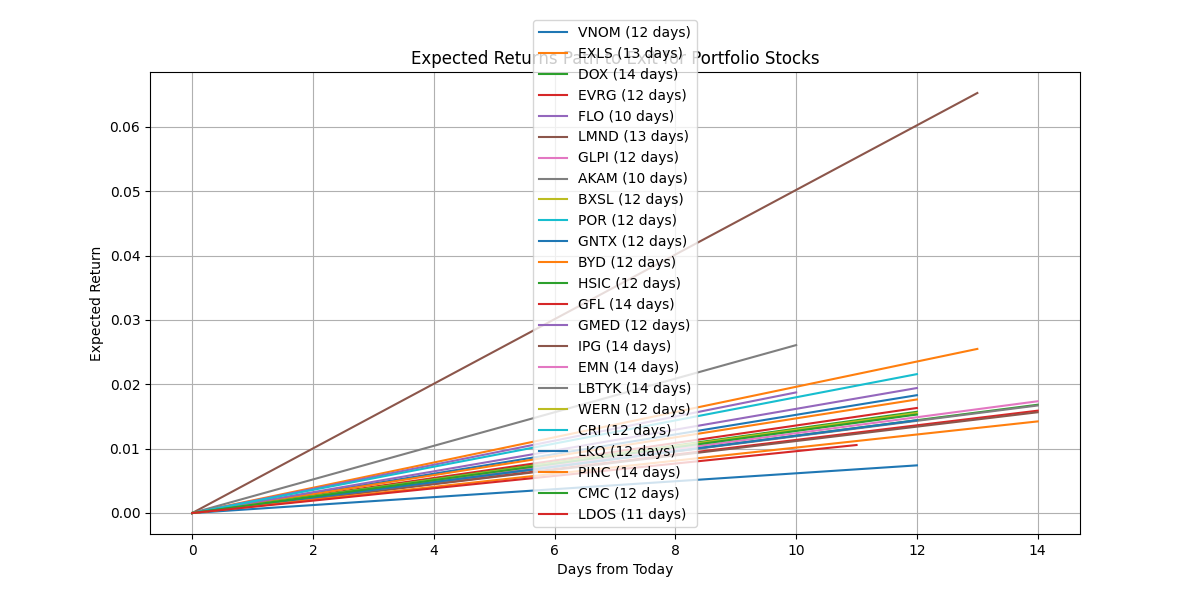 Expected Returns Path to Exit for Portfolio Stocks
VNOM (12 days)
EXLS (13 days)
DOX (14 days)
EVRG (12 days)
FLO (10 days)
LMND (13 days)
GLPI (12 days)
AKAM (10 days)
BXSL (12 days)
POR (12 days)
GNTX (12 days)
BYD (12 days)
HSIC (12 days)
GFL (14 days)
GMED (12 days)
IPG (14 days)
EMN (14 days)
LBTYK (14 days)
WERN (12 days)
CRI (12 days)
LKQ (12 days)
PINC (14 days)
CMC (12 days)
LDOS (11 days)
Expected Return
0.06
0.05
0.04
0.03
0.02
0.01
0.00
0 2 4 6 8 10 12 14
Days from Today